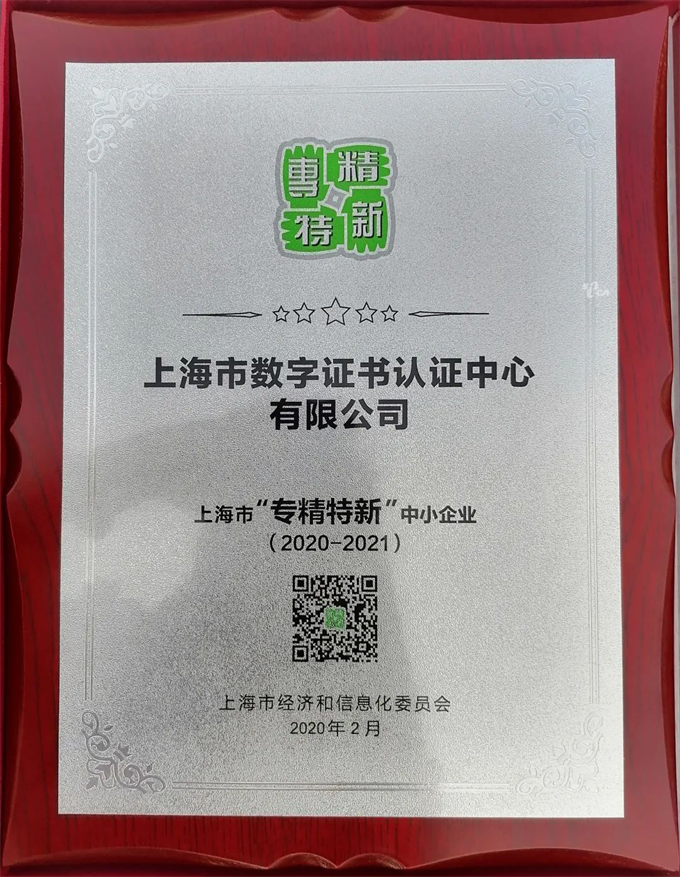 專精
特新
上海市数字证书认证中心
有限公司
上海市“专精特新”中小企业
（2020-2021）
上海市经济和信息化委员会
2020年2月